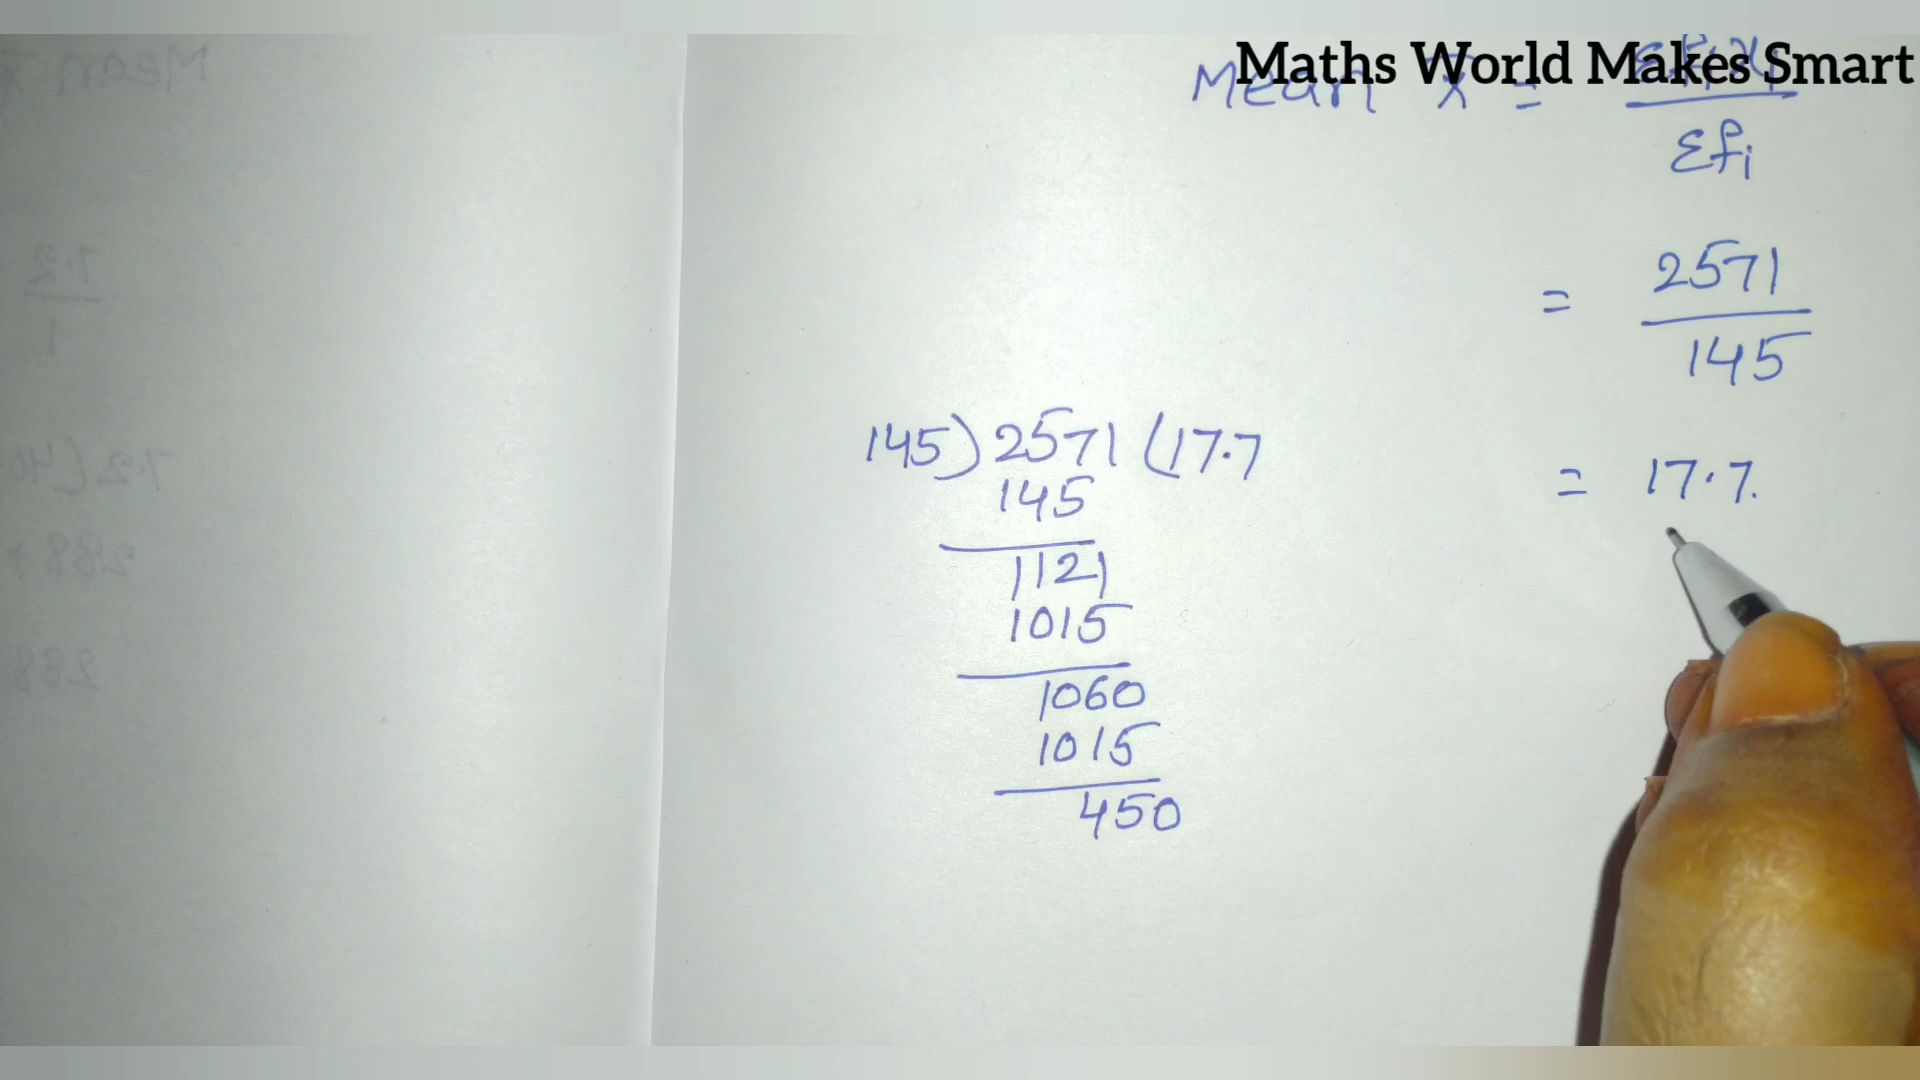 Maths World Makes Smart
Mean x̄ = Σfixi
Σfi
= 2571
145
145) 2571 (17.7
= 17.7.
145
1121
1015
1060
1015
450